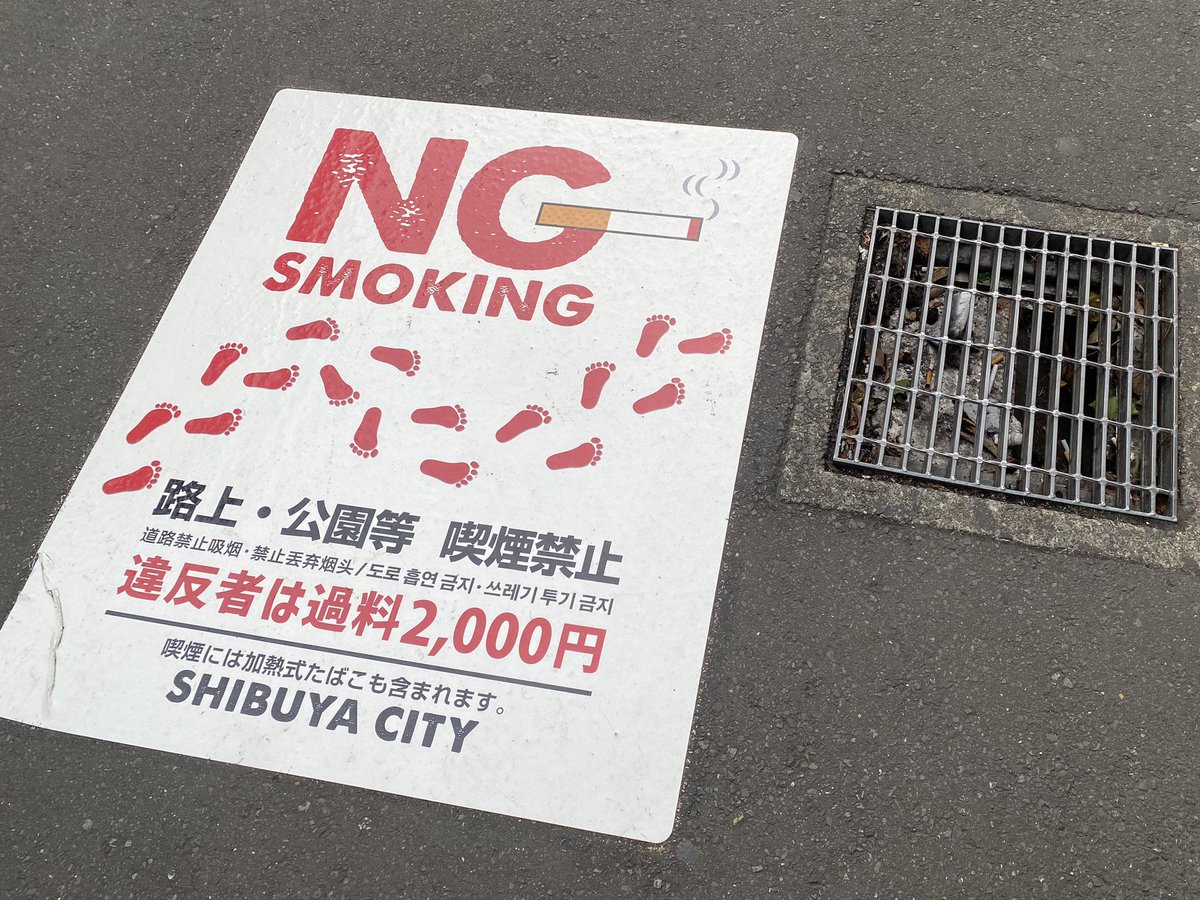 NG
SMOKING
路上・公園等 喫煙禁止
道路禁止吸烟・禁止丢弃烟头/도로 흡연 금지・쓰레기 투기 금지
違反者は過料2,000円
喫煙には加熱式たばこも含まれます。
SHIBUYA CITY